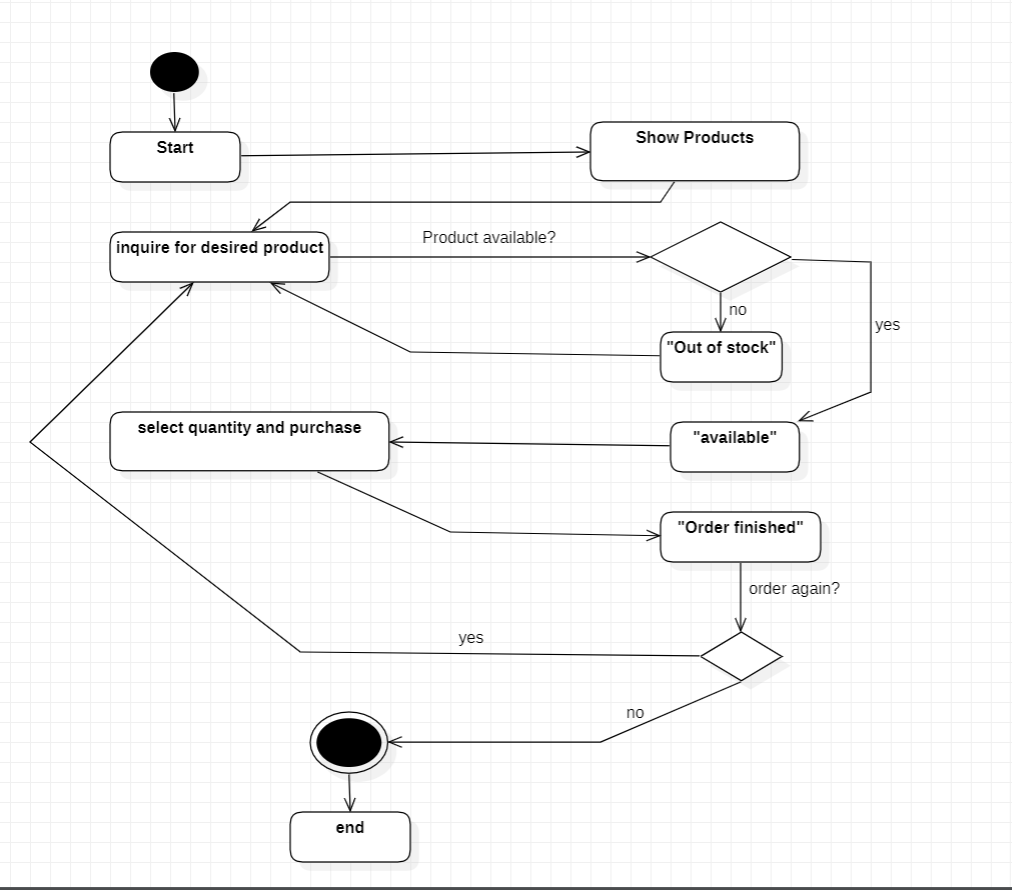 Start
Show Products
inquire for desired product
Product available?
no
yes
"Out of stock"
select quantity and purchase
"available"
"Order finished"
order again?
yes
no
end